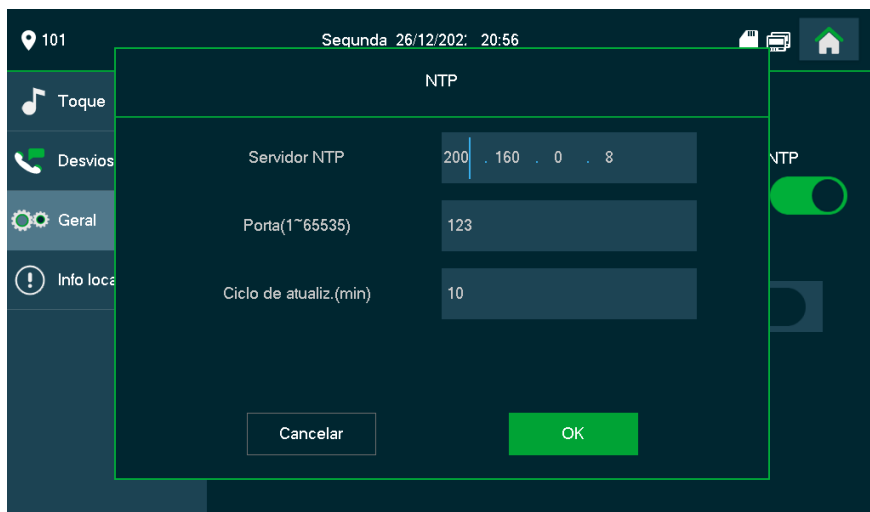 101
Segunda 26/12/202: 20:56
NTP
Toque
Desvios
Geral
Info loca
NTP
Servidor NTP
200 . 160 . 0 . 8
Porta(1~65535)
123
Ciclo de atualiz.(min)
10
Cancelar
OK